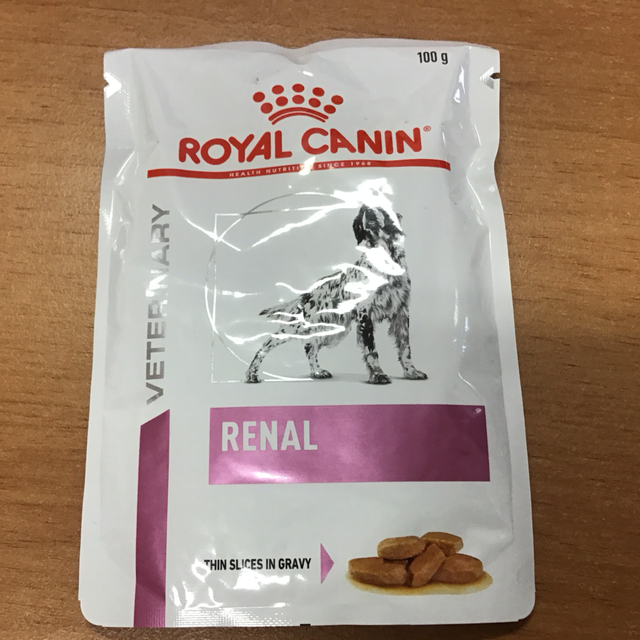 100 g
ROYAL CANIN®
HEALTH NUTRITION SINCE 1968
VETERINARY
RENAL
THIN SLICES IN GRAVY